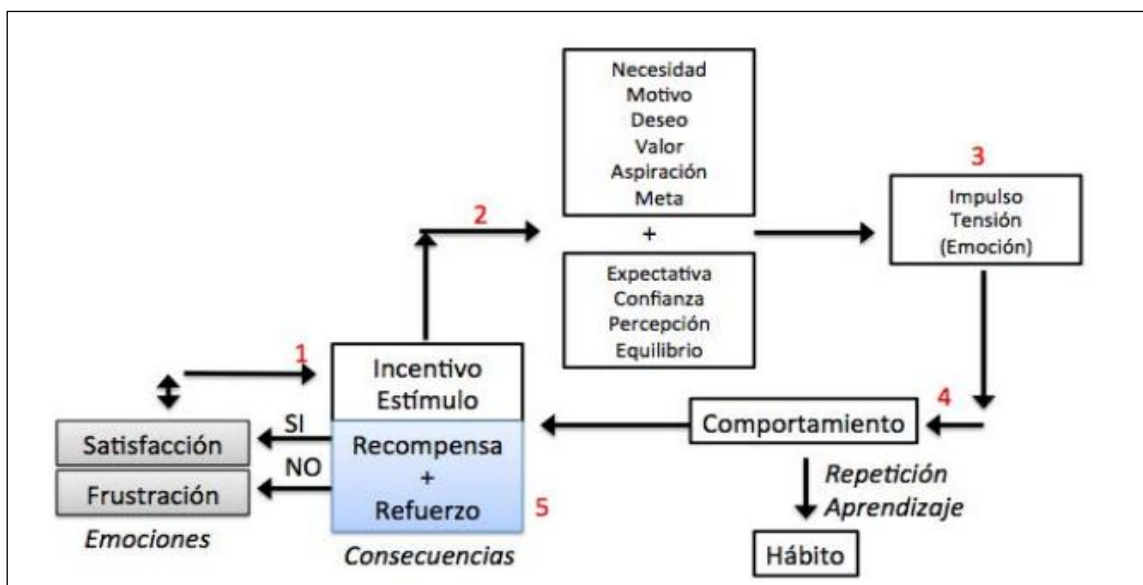 Necesidad
Motivo
Deseo
Valor
Aspiración
Meta
+
Expectativa
Confianza
Percepción
Equilibrio
2
3
Impulso
Tensión
(Emoción)
1
Incentivo
Estímulo
4
Comportamiento
Repetición
Aprendizaje
Hábito
SI
NO
Recompensa
+
Refuerzo
5
Consecuencias
Satisfacción
Frustración
Emociones